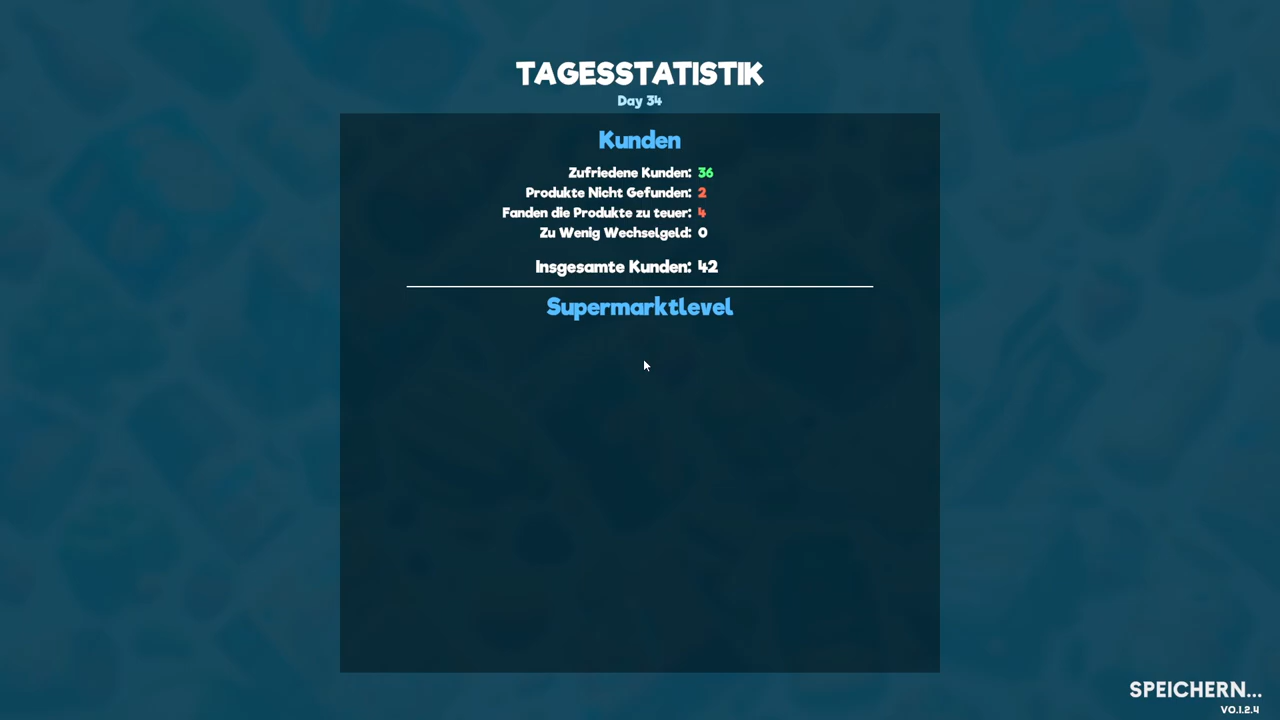 TAGESSTATISTIK
Day 34
Kunden
Zufriedene Kunden: 36
Produkte Nicht Gefunden: 2
Fanden die Produkte zu teuer: 4
Zu Wenig Wechselgeld: 0
Insgesamte Kunden: 42
Supermarktlevel
SPEICHERN...
V0.1.2.4